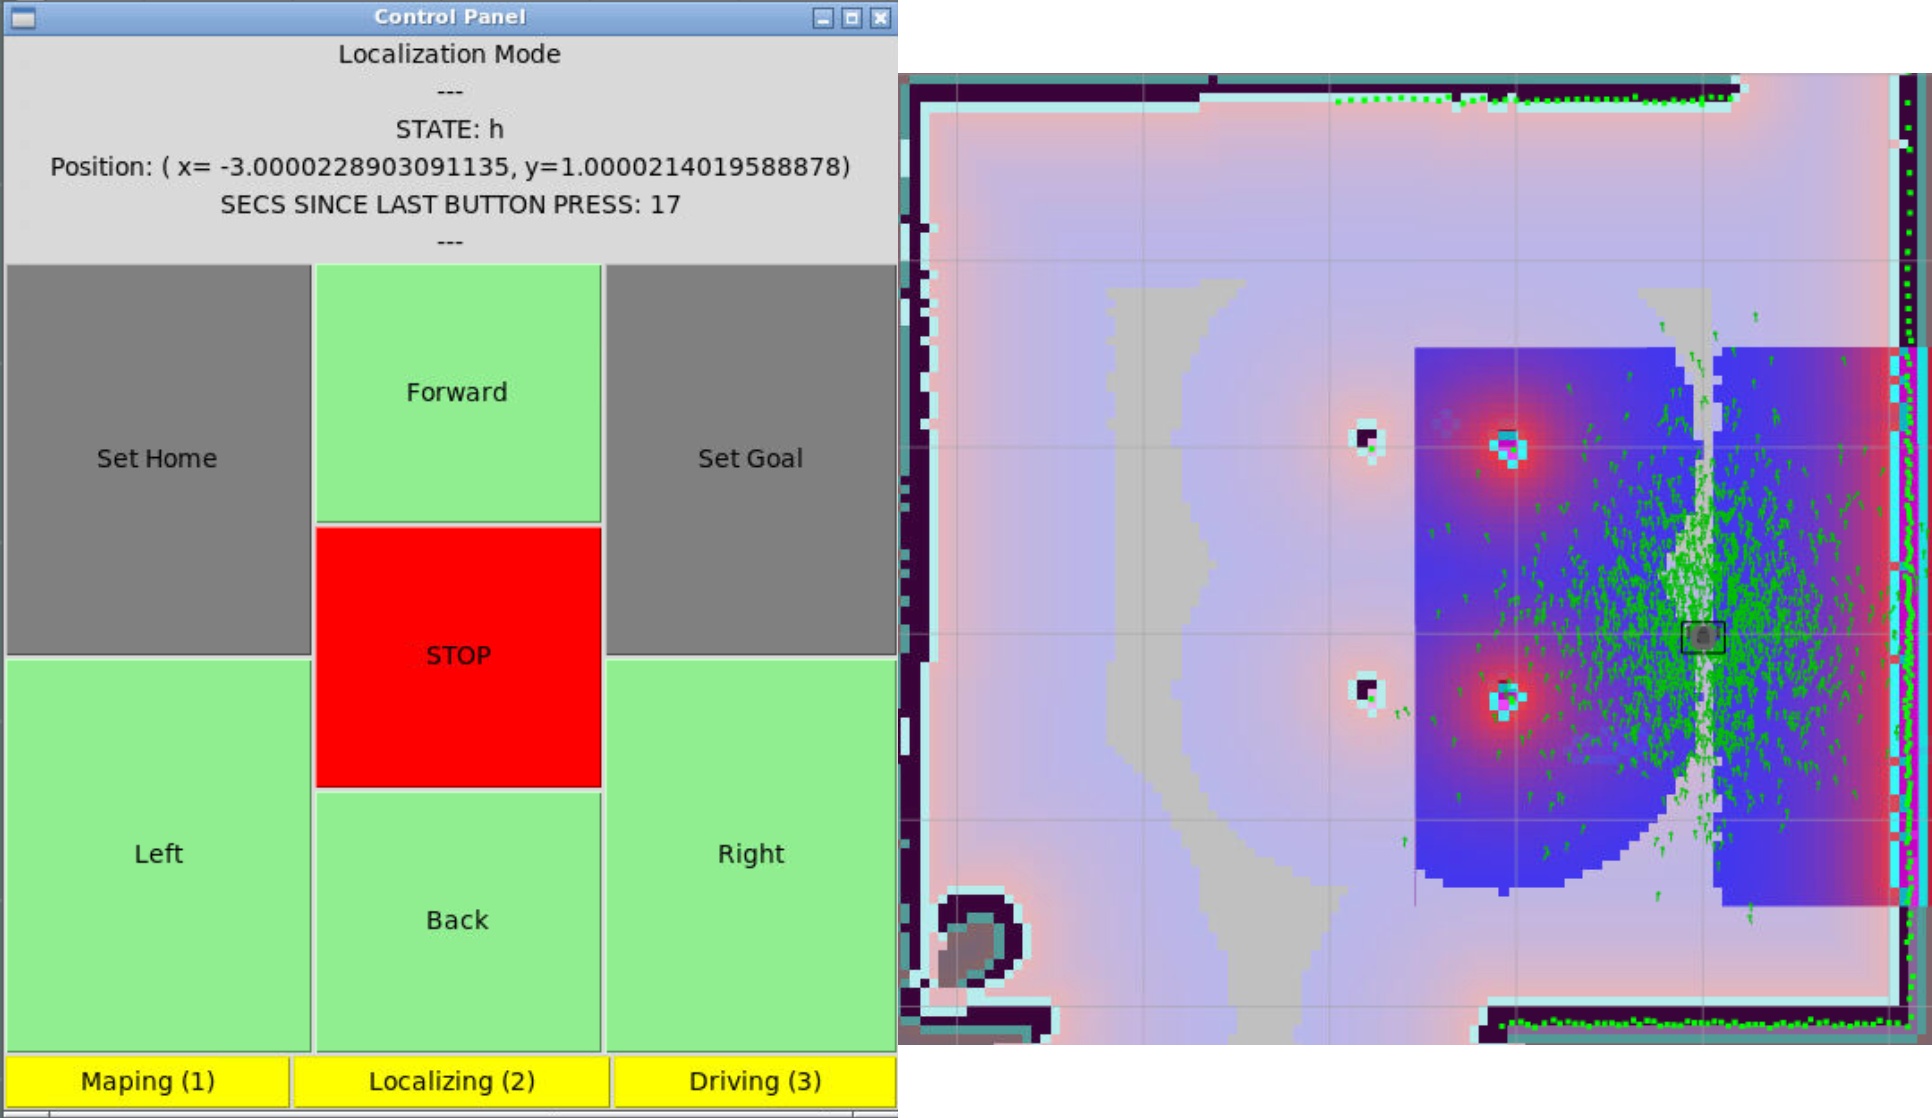 Control Panel
Localization Mode
---
STATE: h
Position: ( x= -3.0000228903091135, y=1.0000214019588878)
SECS SINCE LAST BUTTON PRESS: 17
---
Set Home
Forward
Set Goal
STOP
Left
Right
Back
Maping (1)
Localizing (2)
Driving (3)